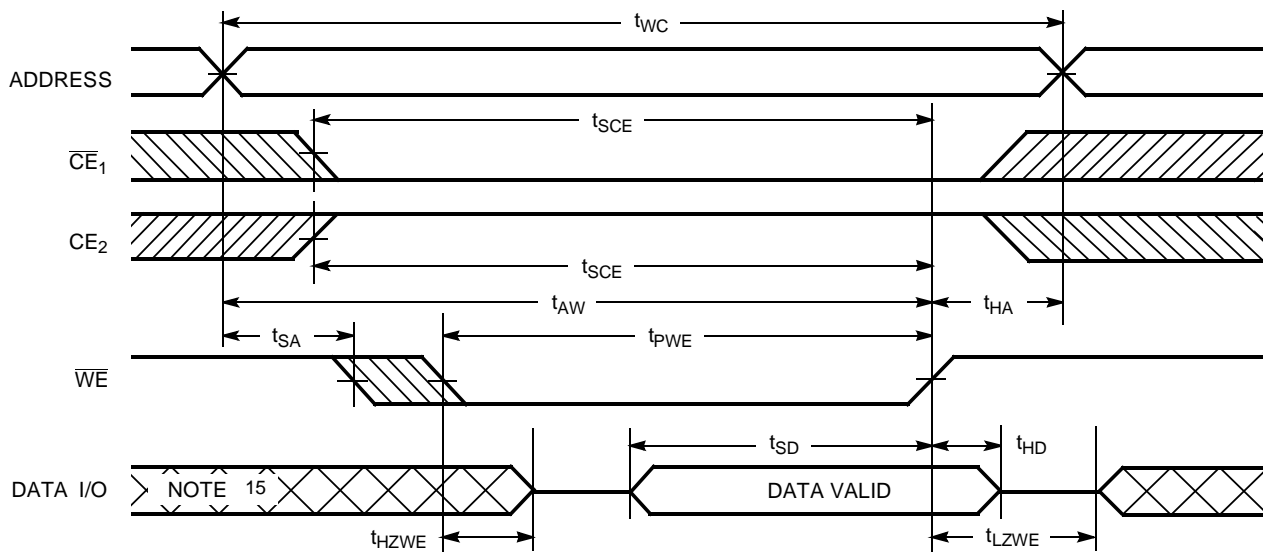 tWC
ADDRESS
tSCE
CE1
CE2
tSCE
tAW
tHA
tSA
tPWE
WE
tSD
tHD
DATA I/O
NOTE 15
DATA VALID
tHZWE
tLZWE